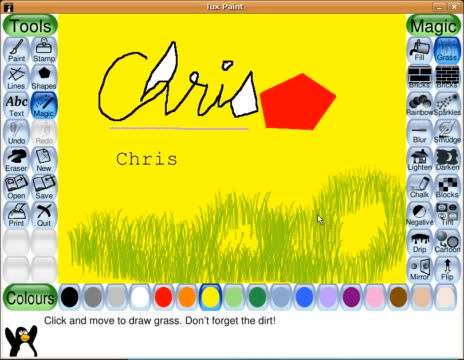 Tux Paint
Tools
Magic
Paint
Stamp
Lines
Shapes
Abc
Text
Magic
Undo
Redo
Eraser
New
Open
Save
Print
Quit
Chris
Chris
Fill
Grass
Bricks
Bricks
Rainbow
Sparkles
Blur
Smudge
Lighten
Darken
Chalk
Blocks
Negative
Tint
Drip
Cartoon
Mirror
Flip
Colours
Click and move to draw grass. Don't forget the dirt!